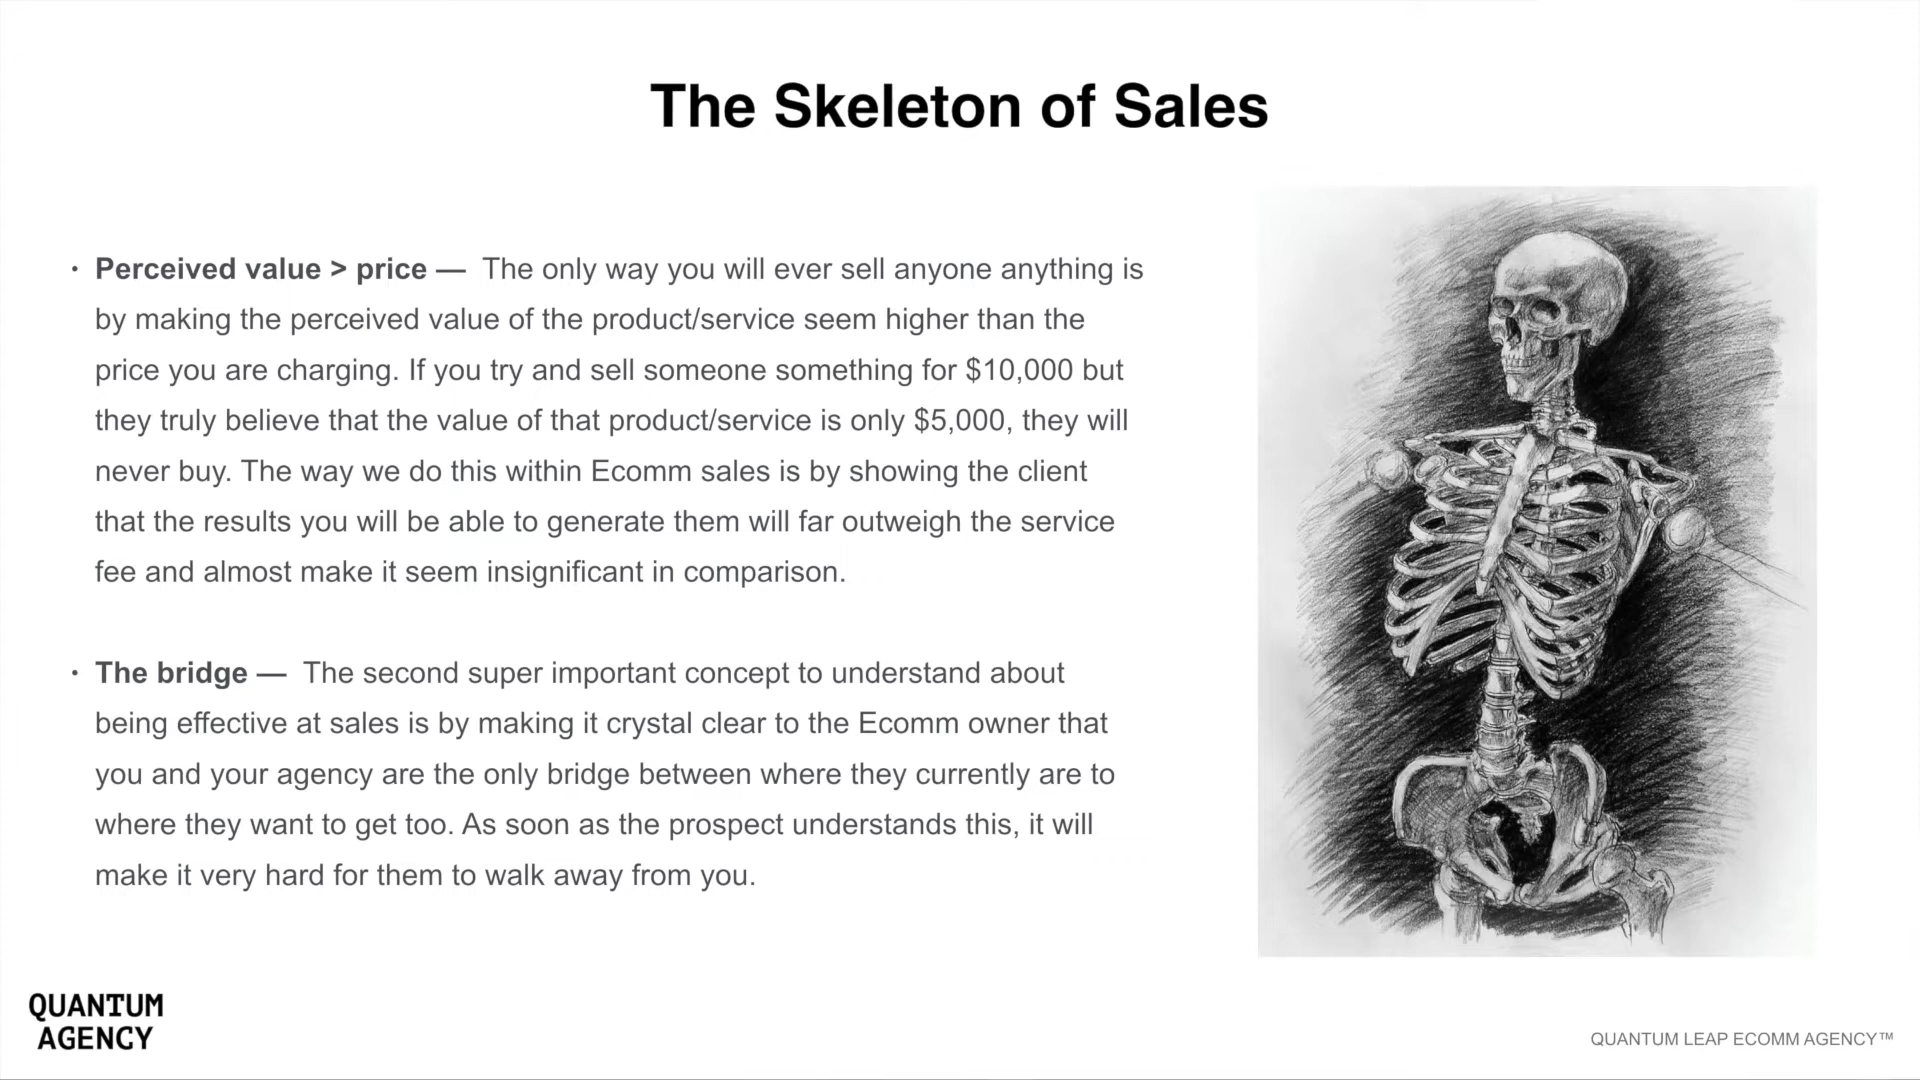 The Skeleton of Sales
· Perceived value > price — The only way you will ever sell anyone anything is
by making the perceived value of the product/service seem higher than the
price you are charging. If you try and sell someone something for $10,000 but
they truly believe that the value of that product/service is only $5,000, they will
never buy. The way we do this within Ecomm sales is by showing the client
that the results you will be able to generate them will far outweigh the service
fee and almost make it seem insignificant in comparison.
· The bridge — The second super important concept to understand about
being effective at sales is by making it crystal clear to the Ecomm owner that
you and your agency are the only bridge between where they currently are to
where they want to get too. As soon as the prospect understands this, it will
make it very hard for them to walk away from you.
QUANTUM
AGENCY
QUANTUM LEAP ECOMM AGENCY™